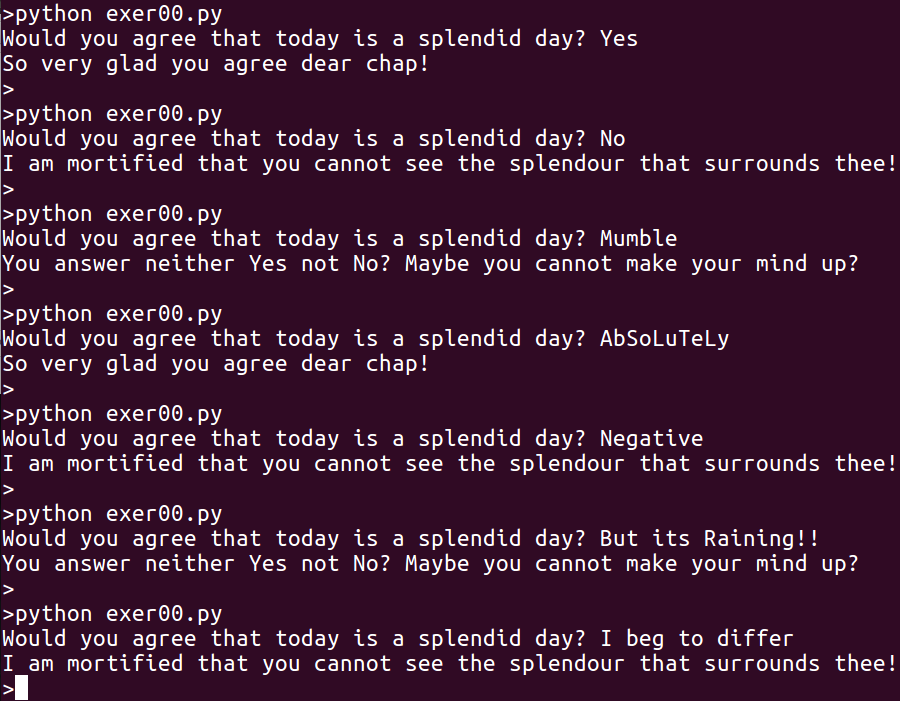 >python exer00.py
Would you agree that today is a splendid day? Yes
So very glad you agree dear chap!
>
>python exer00.py
Would you agree that today is a splendid day? No
I am mortified that you cannot see the splendour that surrounds thee!
>
>python exer00.py
Would you agree that today is a splendid day? Mumble
You answer neither Yes not No? Maybe you cannot make your mind up?
>
>python exer00.py
Would you agree that today is a splendid day? AbSoLuTeLy
So very glad you agree dear chap!
>
>python exer00.py
Would you agree that today is a splendid day? Negative
I am mortified that you cannot see the splendour that surrounds thee!
>
>python exer00.py
Would you agree that today is a splendid day? But its Raining!!
You answer neither Yes not No? Maybe you cannot make your mind up?
>
>python exer00.py
Would you agree that today is a splendid day? I beg to differ
I am mortified that you cannot see the splendour that surrounds thee!
>